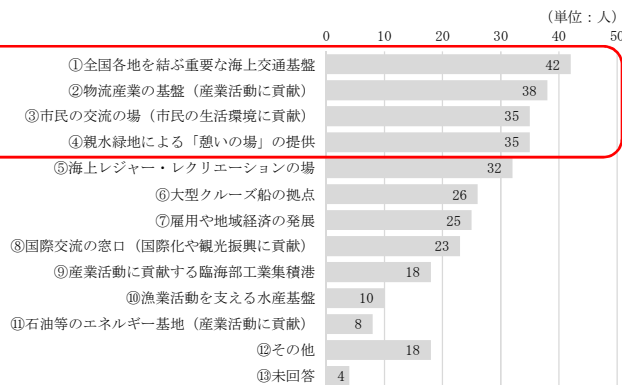 （単位：人）
0 10 20 30 40 50
①全国各地を結ぶ重要な海上交通基盤 42
②物流産業の基盤（産業活動に貢献） 38
③市民の交流の場（市民の生活環境に貢献） 35
④親水緑地による「憩いの場」の提供 35
⑤海上レジャー・レクリエーションの場 32
⑥大型クルーズ船の拠点 26
⑦雇用や地域経済の発展 25
⑧国際交流の窓口（国際化や観光振興に貢献） 23
⑨産業活動に貢献する臨海部工業集積港 18
⑩漁業活動を支える水産基盤 10
⑪石油等のエネルギー基地（産業活動に貢献） 8
⑫その他 18
⑬未回答 4